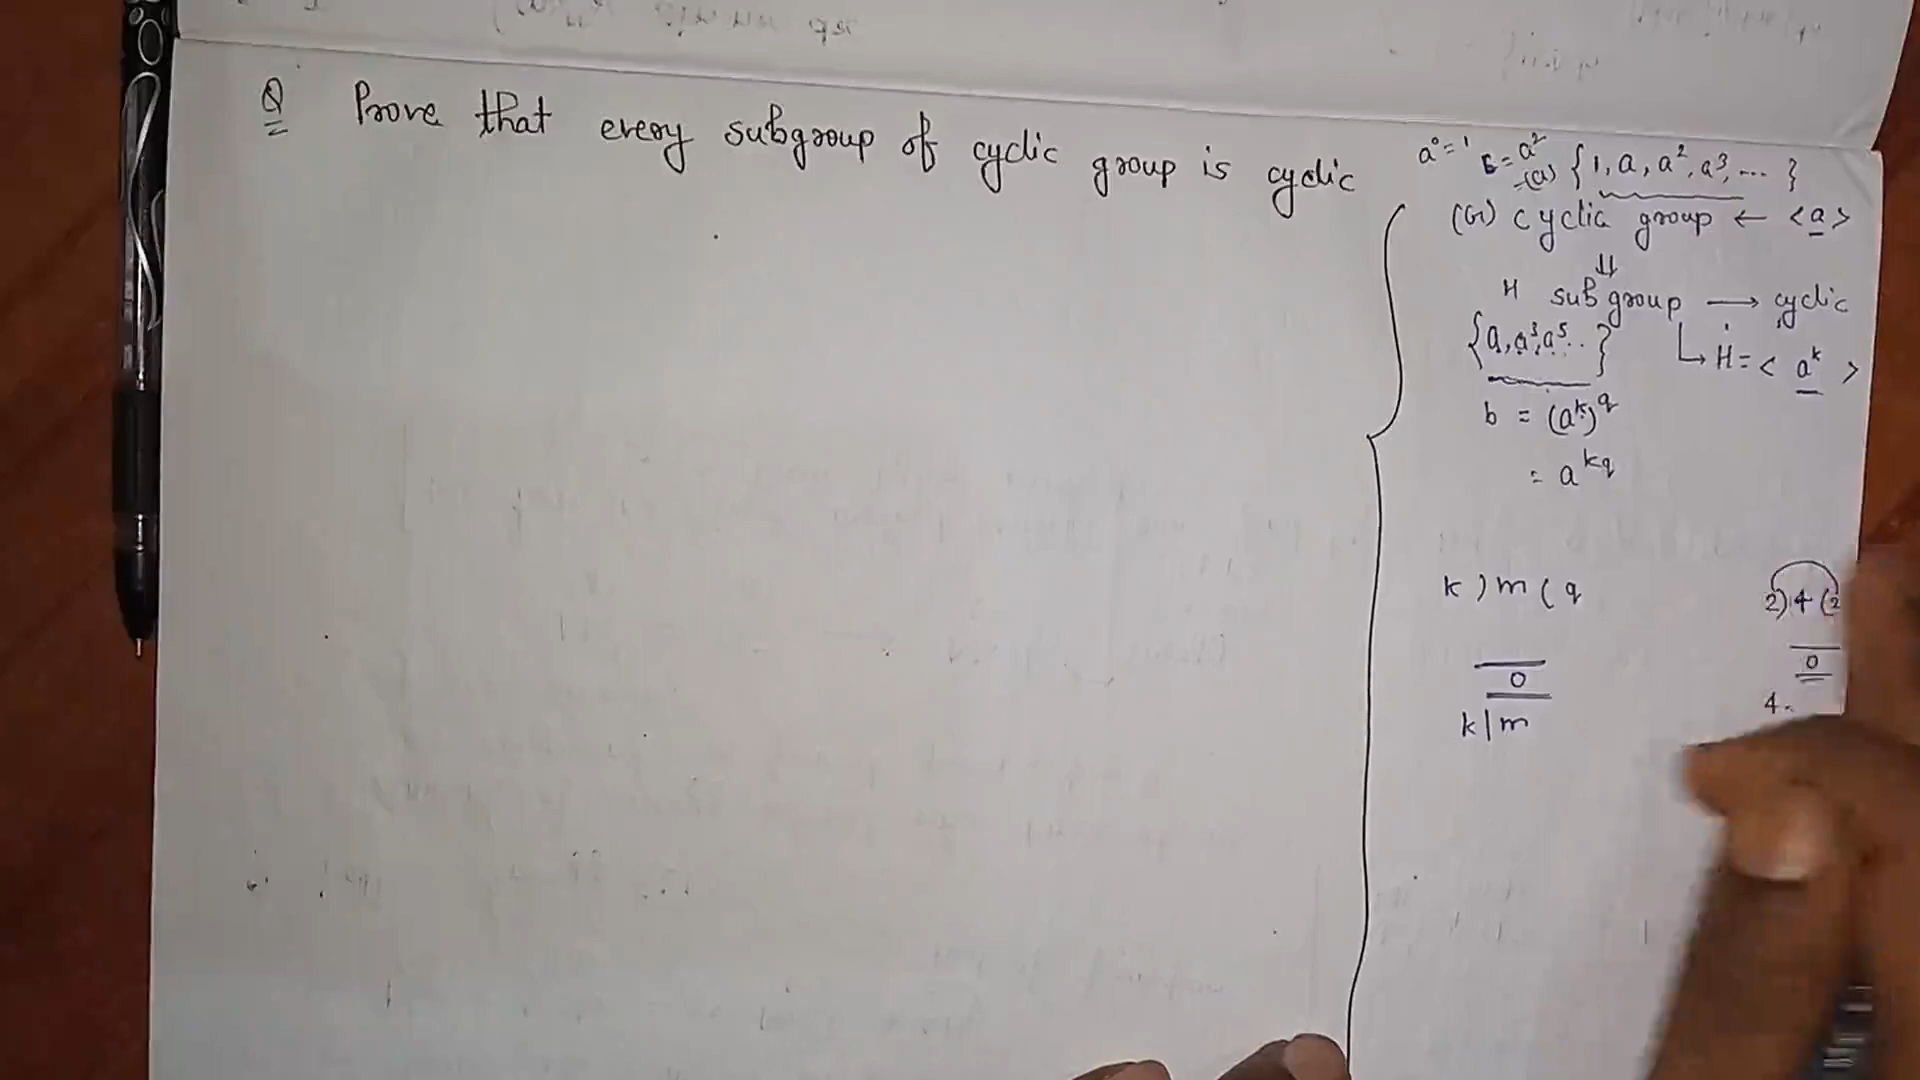 Q Prove that every subgroup of cyclic group is cyclic
a⁰ = 1
b = a²
= (a) {1, a, a², a³, ... }
(G) cyclic group ← <a>
⇓
H subgroup → cyclic
{a, a³, a⁵ .. }
↳ H = < aᵏ >
b = (aᵏ)^q
= a^kq
k ) m ( q
0
k | m
2) 4 (2
0
4